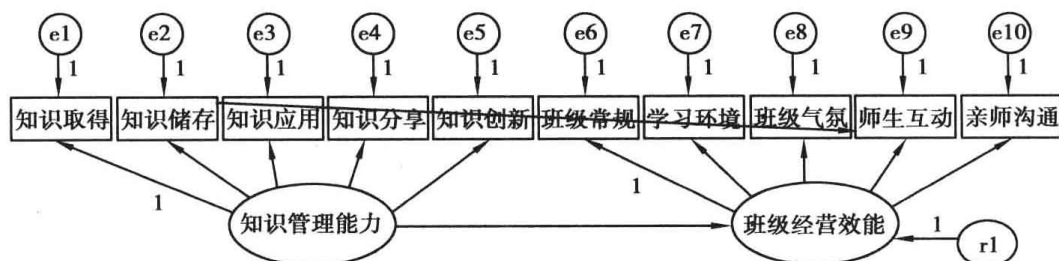 e1 e2 e3 e4 e5 e6 e7 e8 e9 e10
1 1 1 1 1 1 1 1 1 1
知识取得 知识储存 知识应用 知识分享 知识创新 班级常规 学习环境 班级气氛 师生互动 亲师沟通
1 1
知识管理能力 班级经营效能 1 r1